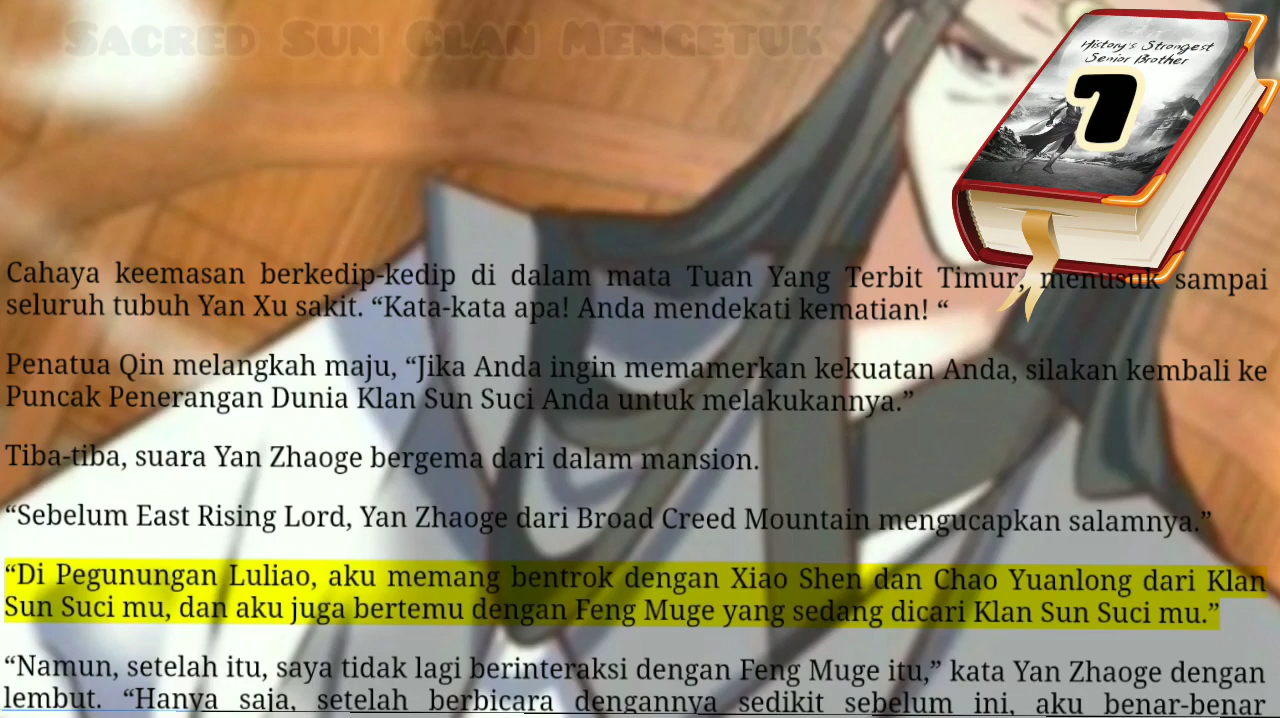 Sacred Sun Clan Mengetuk
History's Strongest
Senior Brother
7
Cahaya keemasan berkedip-kedip di dalam mata Tuan Yang Terbit Timur, menusuk sampai
seluruh tubuh Yan Xu sakit. “Kata-kata apa! Anda mendekati kematian! “
Penatua Qin melangkah maju, “Jika Anda ingin memamerkan kekuatan Anda, silakan kembali ke
Puncak Penerangan Dunia Klan Sun Suci Anda untuk melakukannya.”
Tiba-tiba, suara Yan Zhaoge bergema dari dalam mansion.
“Sebelum East Rising Lord, Yan Zhaoge dari Broad Creed Mountain mengucapkan salamnya.”
“Di Pegunungan Luliao, aku memang bentrok dengan Xiao Shen dan Chao Yuanlong dari Klan
Sun Suci mu, dan aku juga bertemu dengan Feng Muge yang sedang dicari Klan Sun Suci mu.”
“Namun, setelah itu, saya tidak lagi berinteraksi dengan Feng Muge itu,” kata Yan Zhaoge dengan
lembut. “Hanya saja, setelah berbicara dengannya sedikit sebelum ini, aku benar-benar